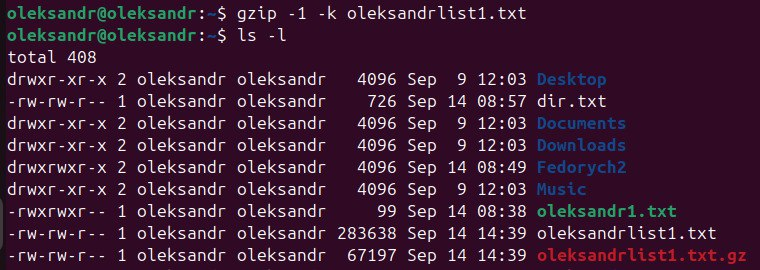 oleksandr@oleksandr:~$ gzip -1 -k oleksandrlist1.txt
oleksandr@oleksandr:~$ ls -l
total 408
drwxr-xr-x 2 oleksandr oleksandr   4096 Sep  9 12:03 Desktop
-rw-rw-r-- 1 oleksandr oleksandr    726 Sep 14 08:57 dir.txt
drwxr-xr-x 2 oleksandr oleksandr   4096 Sep  9 12:03 Documents
drwxr-xr-x 2 oleksandr oleksandr   4096 Sep  9 12:03 Downloads
drwxrwxr-x 2 oleksandr oleksandr   4096 Sep 14 08:49 Fedorych2
drwxr-xr-x 2 oleksandr oleksandr   4096 Sep  9 12:03 Music
-rwxrwxr-- 1 oleksandr oleksandr     99 Sep 14 08:38 oleksandr1.txt
-rw-rw-r-- 1 oleksandr oleksandr 283638 Sep 14 14:39 oleksandrlist1.txt
-rw-rw-r-- 1 oleksandr oleksandr  67197 Sep 14 14:39 oleksandrlist1.txt.gz